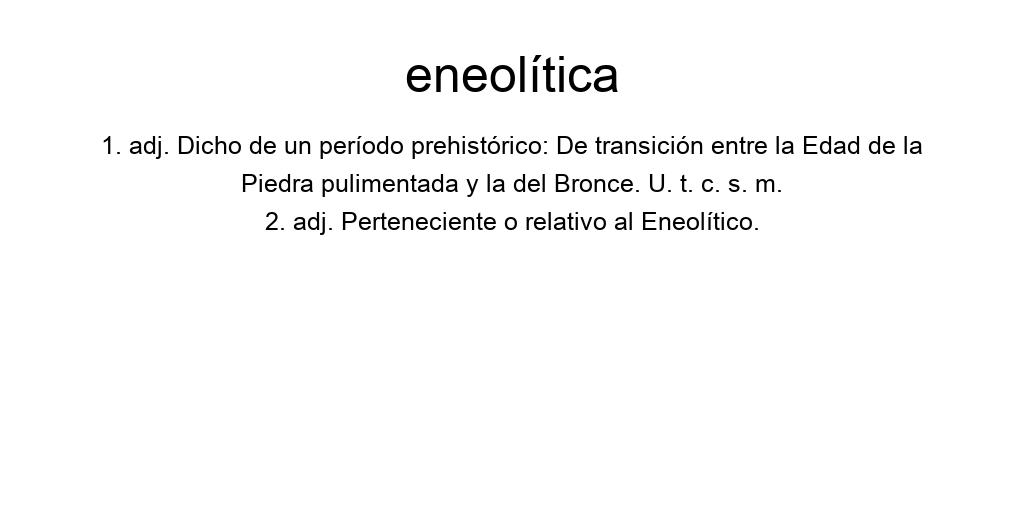 eneolítica
1. adj. Dicho de un período prehistórico: De transición entre la Edad de la
Piedra pulimentada y la del Bronce. U. t. c. s. m.
2. adj. Perteneciente o relativo al Eneolítico.